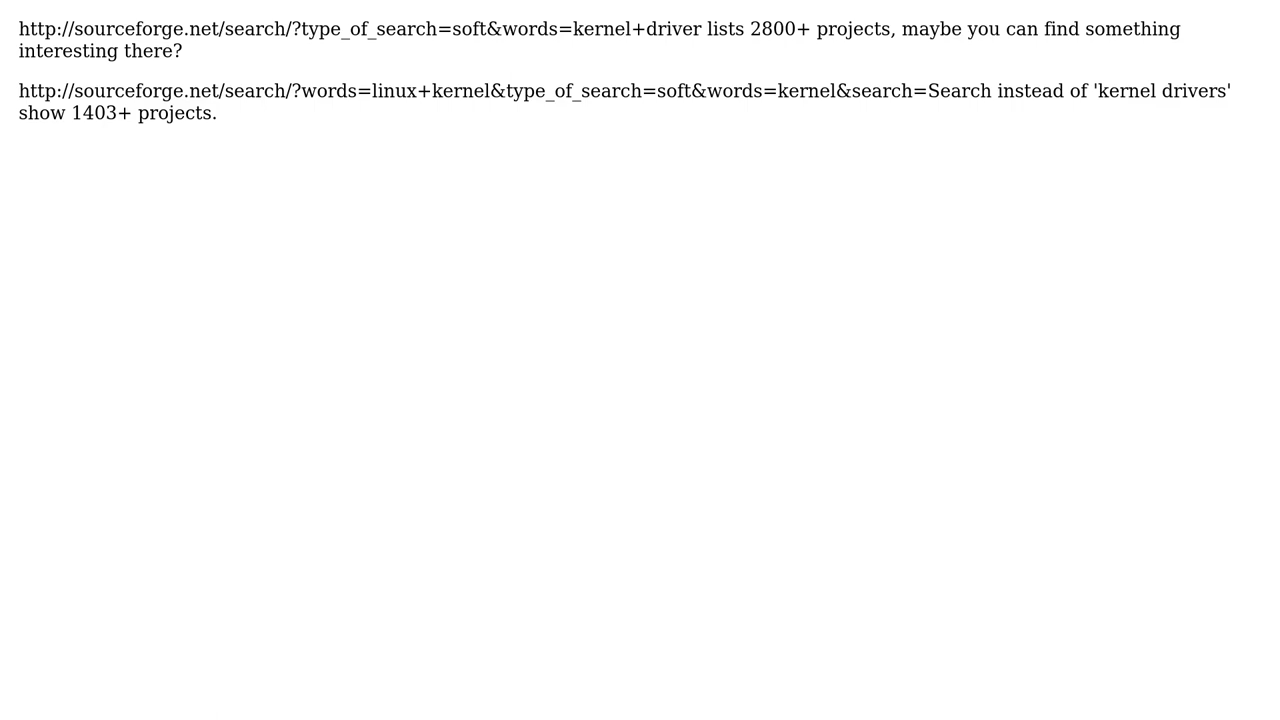 http://sourceforge.net/search/?type_of_search=soft&words=kernel+driver lists 2800+ projects, maybe you can find something
interesting there?
http://sourceforge.net/search/?words=linux+kernel&type_of_search=soft&words=kernel&search=Search instead of 'kernel drivers'
show 1403+ projects.